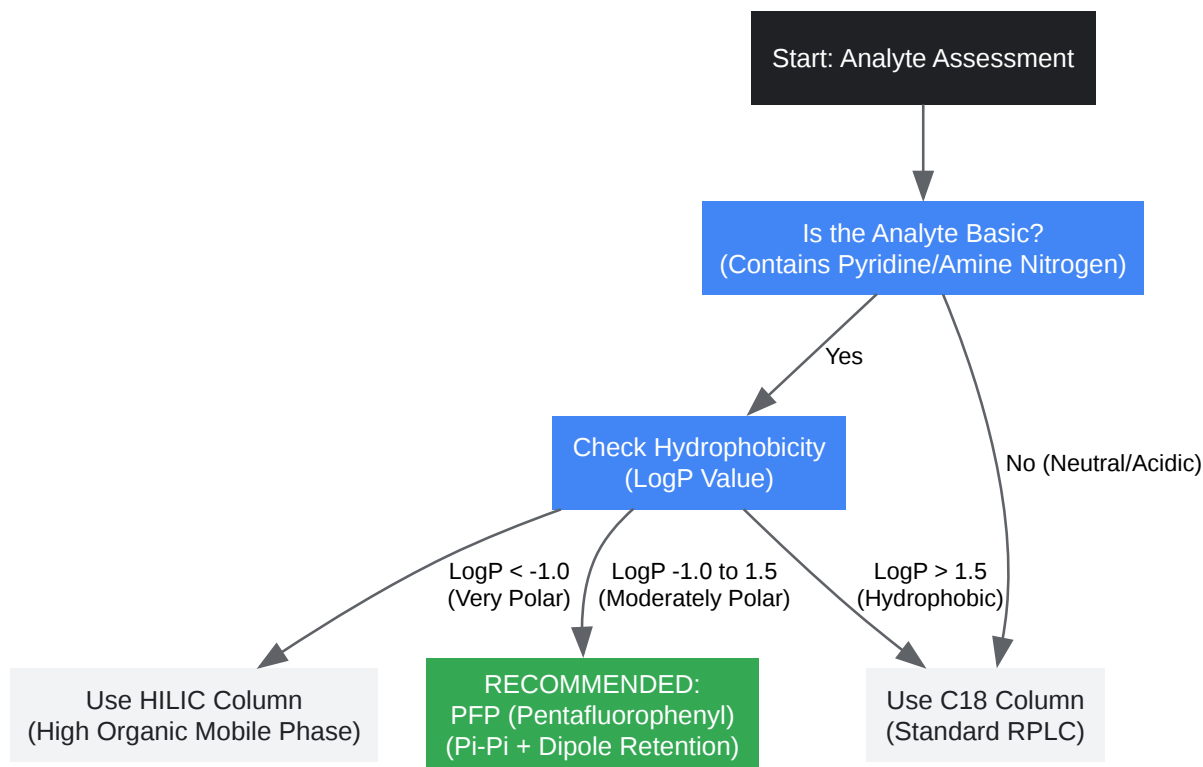 Start: Analyte Assessment
Is the Analyte Basic?
(Contains Pyridine/Amine Nitrogen)
Yes
Check Hydrophobicity
(LogP Value)
No (Neutral/Acidic)
LogP < -1.0
(Very Polar)
LogP -1.0 to 1.5
(Moderately Polar)
LogP > 1.5
(Hydrophobic)
Use HILIC Column
(High Organic Mobile Phase)
RECOMMENDED:
PFP (Pentafluorophenyl)
(Pi-Pi + Dipole Retention)
Use C18 Column
(Standard RPLC)